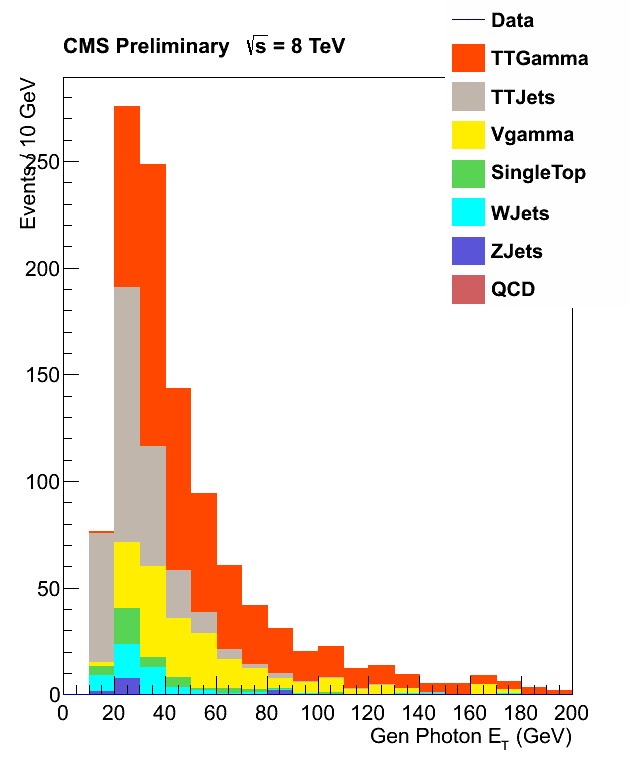 CMS Preliminary √s = 8 TeV
Data
TTGamma
TTJets
Vgamma
SingleTop
WJets
ZJets
QCD
Events / 10 GeV
250
200
150
100
50
0
0 20 40 60 80 100 120 140 160 180 200
Gen Photon E_T (GeV)